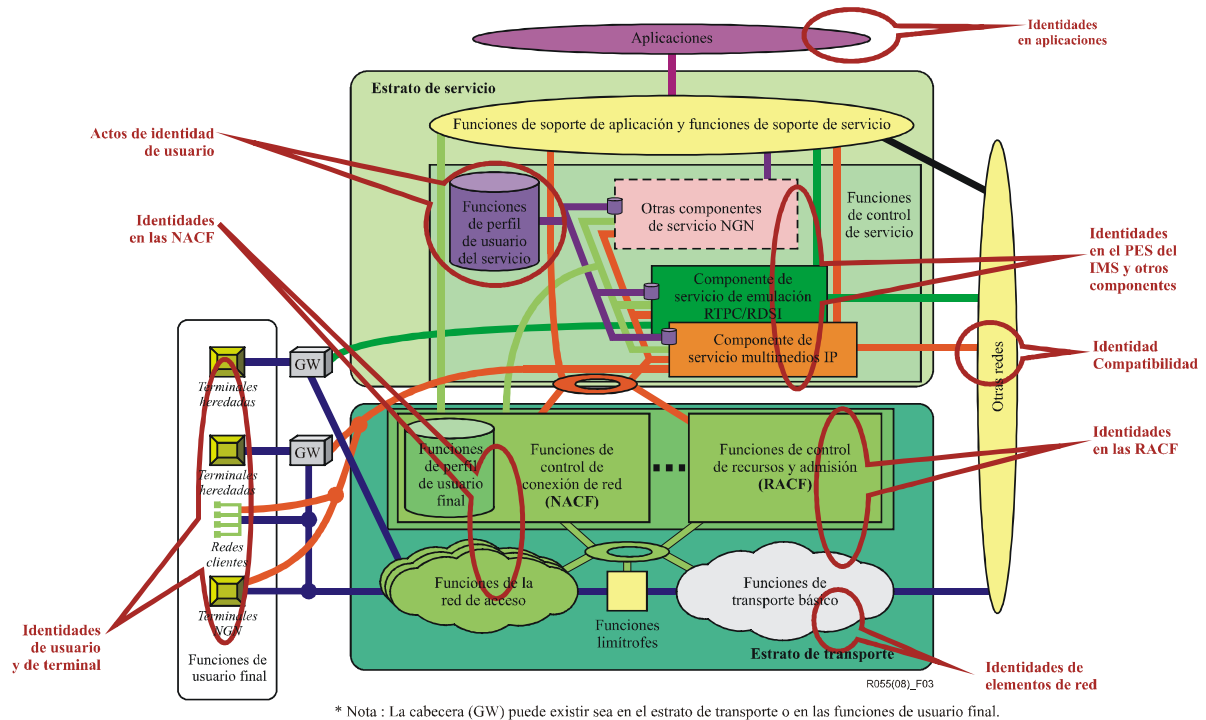 Aplicaciones
Identidades
en aplicaciones
Estrato de servicio
Funciones de soporte de aplicación y funciones de soporte de servicio
Actos de identidad
de usuario
Funciones
de perfil
de usuario
del servicio
Otras componentes
de servicio NGN
Funciones
de control
de servicio
Identidades
en las NACF
Identidades
en el PES del
IMS y otros
componentes
Componente de
servicio de emulación
RTPC/RDSI
Componente de
servicio multimedios IP
Otras redes
Identidad
Compatibilidad
GW
Terminales
heredadas
GW
Terminales
heredadas
Redes
clientes
Terminales
NGN
Funciones de
usuario final
Identidades
de usuario
y de terminal
Funciones
de perfil
de usuario
final
Funciones de
control de
conexión de red
(NACF)
Funciones de control
de recursos y admisión
(RACF)
Identidades
en las RACF
Funciones de la
red de acceso
Funciones
limítrofes
Funciones de
transporte básico
Estrato de transporte
Identidades de
elementos de red
R055(08)_F03
* Nota : La cabecera (GW) puede existir sea en el estrato de transporte o en las funciones de usuario final.